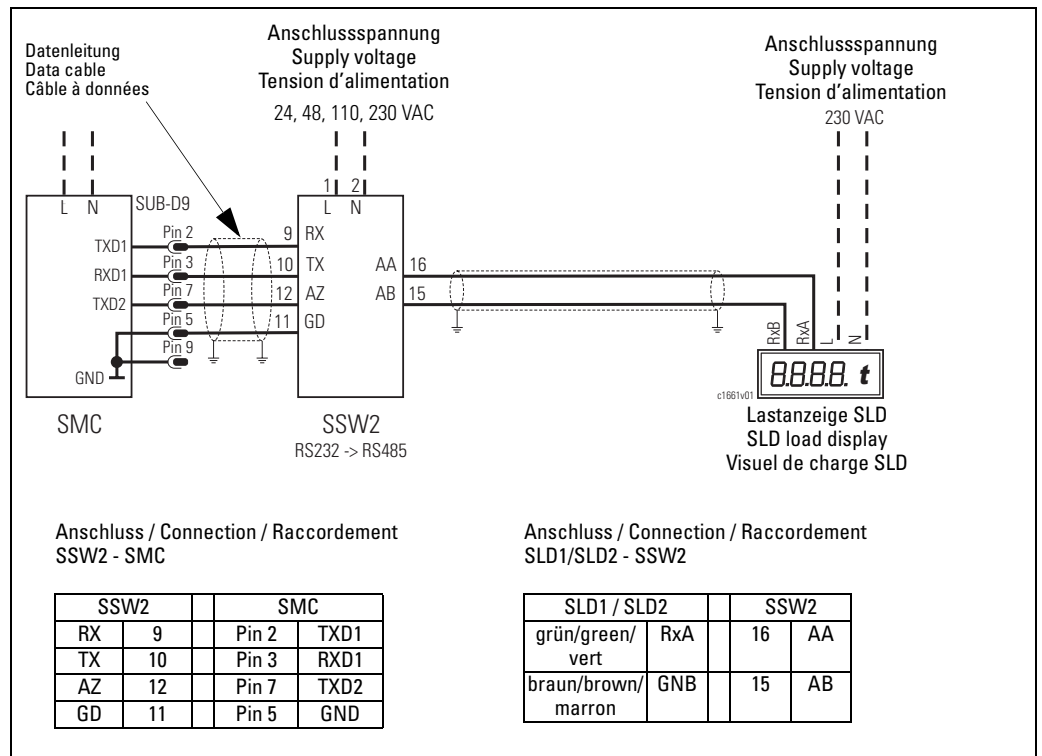 Datenleitung
Data cable
Câble à données
Anschlussspannung
Supply voltage
Tension d'alimentation
24, 48, 110, 230 VAC
Anschlussspannung
Supply voltage
Tension d'alimentation
230 VAC
L N
SUB-D9
1 2
L N
TXD1 Pin 2 9 RX
RXD1 Pin 3 10 TX AA 16
TXD2 Pin 7 12 AZ AB 15
Pin 5 11 GD
Pin 9
GND
RxB RxA L N
8.8.8.8. t
c1661v01
SMC
SSW2
RS232 -> RS485
Lastanzeige SLD
SLD load display
Visuel de charge SLD
Anschluss / Connection / Raccordement
SSW2 - SMC
SSW2 SMC
RX 9 Pin 2 TXD1
TX 10 Pin 3 RXD1
AZ 12 Pin 7 TXD2
GD 11 Pin 5 GND
Anschluss / Connection / Raccordement
SLD1/SLD2 - SSW2
SLD1 / SLD2 SSW2
grün/green/ RxA 16 AA
vert
braun/brown/ GNB 15 AB
marron